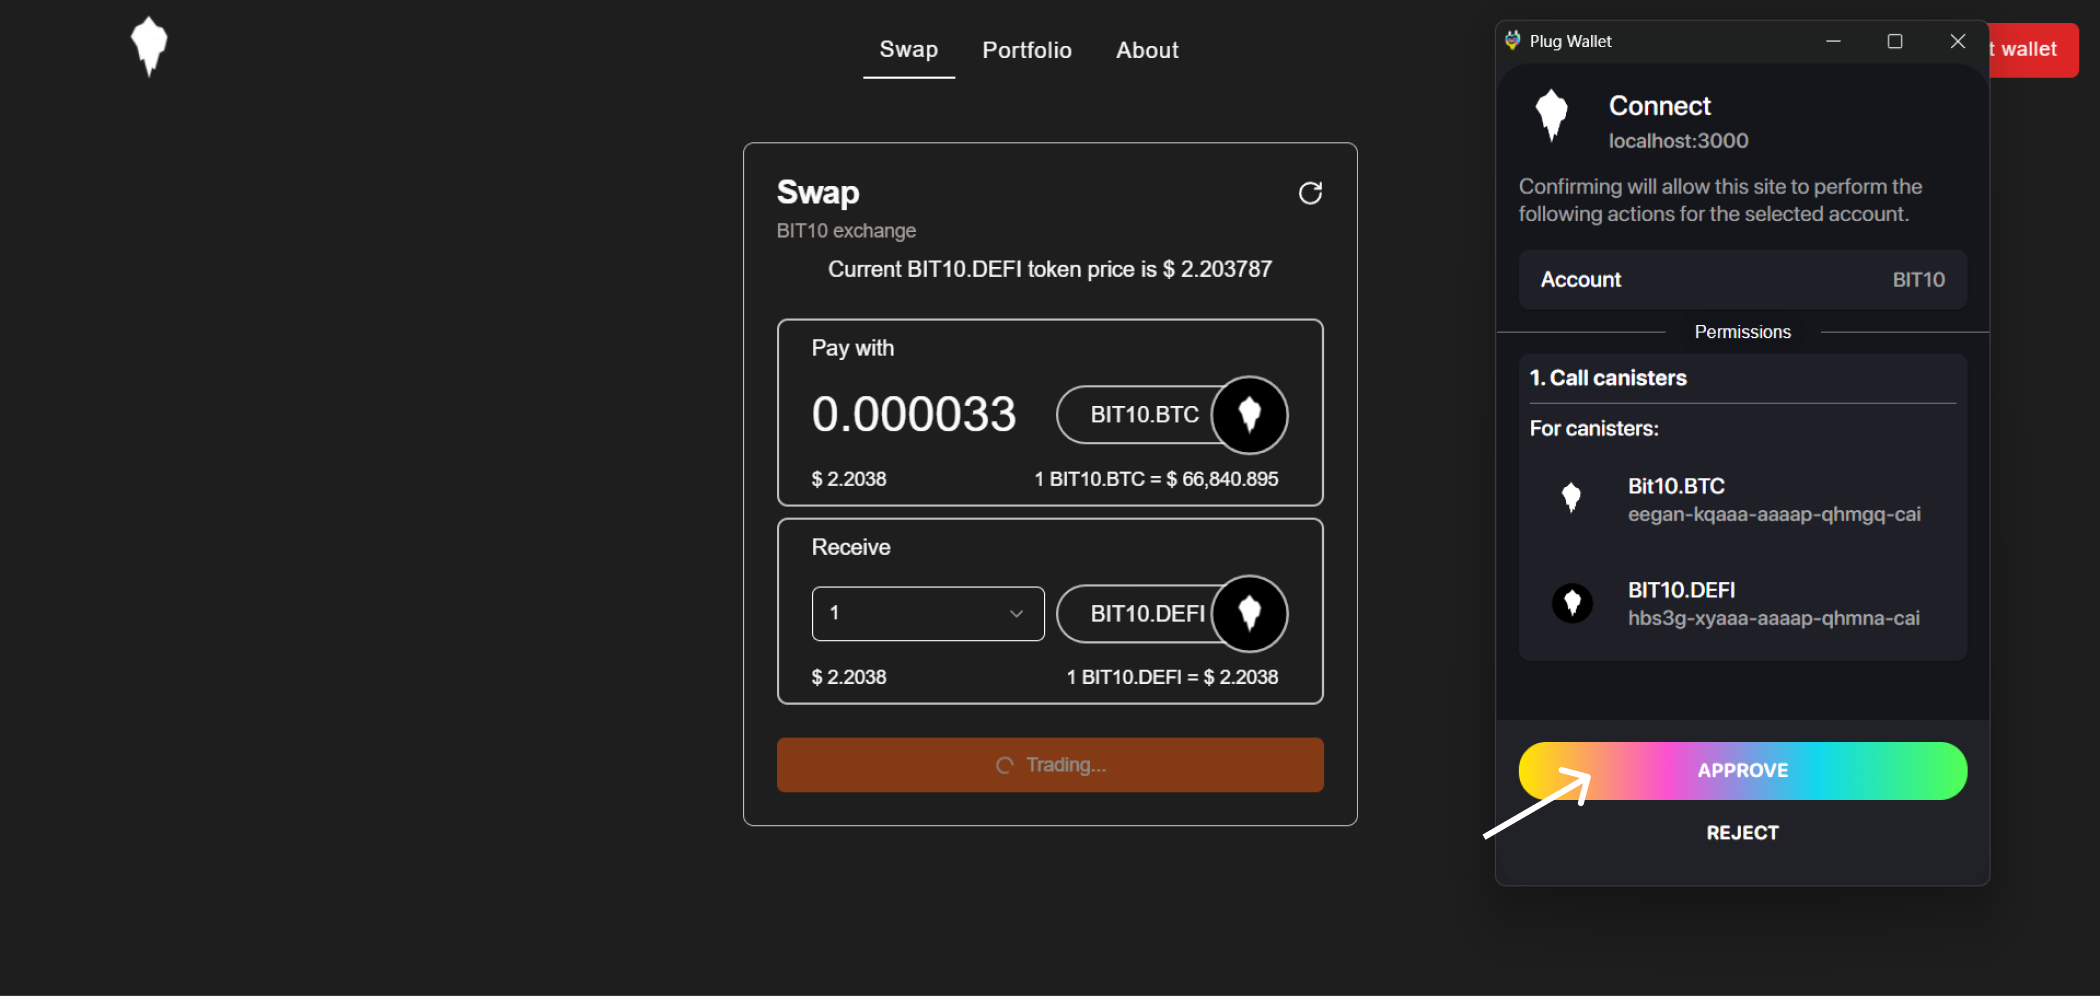 Swap
Portfolio
About
t wallet
Swap
BIT10 exchange
Current BIT10.DEFI token price is $ 2.203787
Pay with
0.000033
BIT10.BTC
$ 2.2038
1 BIT10.BTC = $ 66,840.895
Receive
1
BIT10.DEFI
$ 2.2038
1 BIT10.DEFI = $ 2.2038
Trading...
Plug Wallet
Connect
localhost:3000
Confirming will allow this site to perform the
following actions for the selected account.
Account
BIT10
Permissions
1. Call canisters
For canisters:
Bit10.BTC
eegan-kqaaa-aaaap-qhmgq-cai
BIT10.DEFI
hbs3g-xyaaa-aaaap-qhmna-cai
APPROVE
REJECT